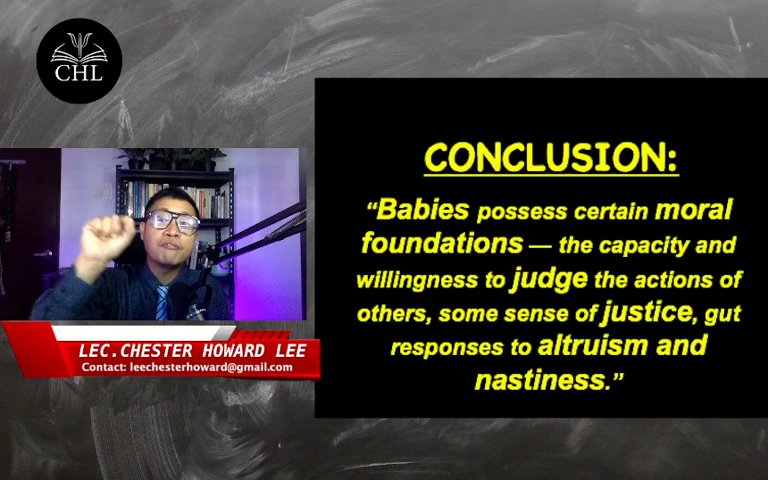 CHL
LEC.CHESTER HOWARD LEE
Contact: leechesterhoward@gmail.com
CONCLUSION:
“Babies possess certain moral
foundations — the capacity and
willingness to judge the actions of
others, some sense of justice, gut
responses to altruism and
nastiness.”